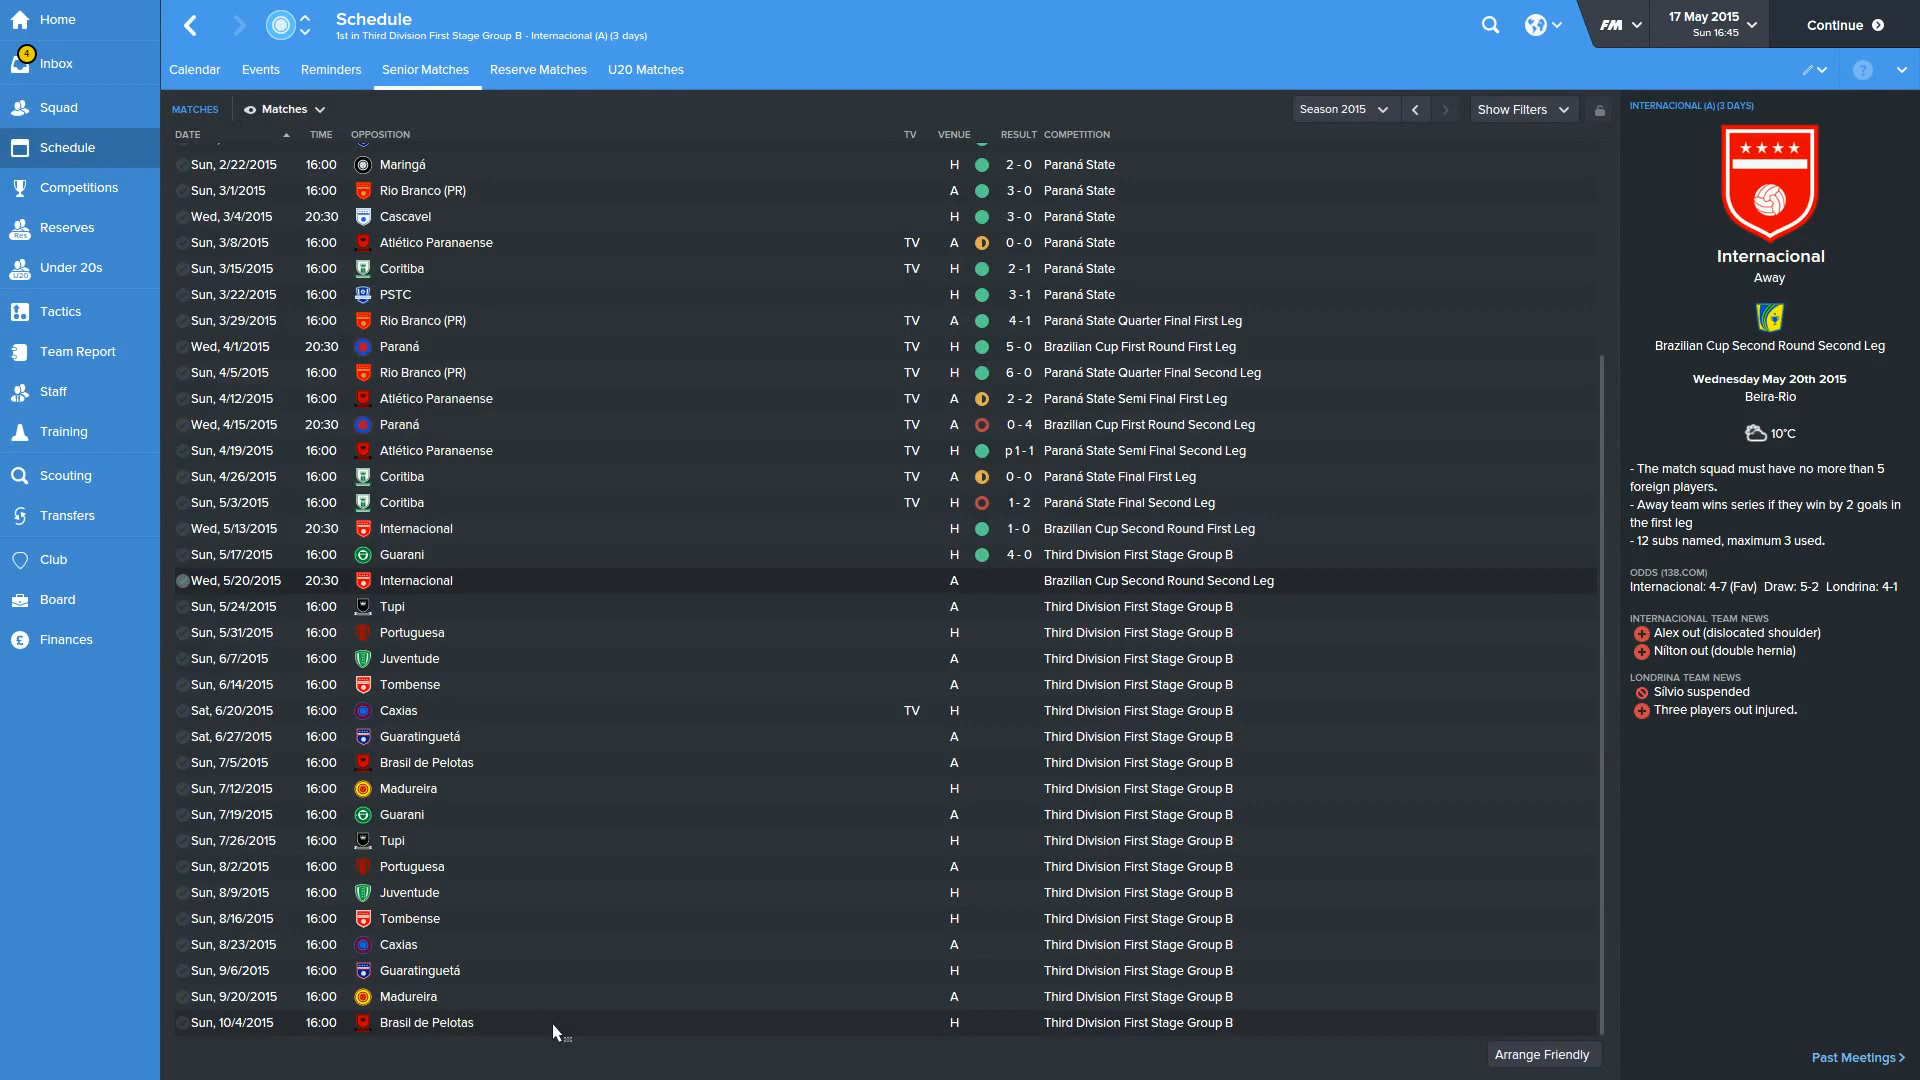 Home
4
Inbox
Squad
Schedule
Competitions
Res
Reserves
U20
Under 20s
Tactics
Team Report
Staff
Training
Scouting
Transfers
Club
Board
£
Finances
Schedule
1st in Third Division First Stage Group B - Internacional (A) (3 days)
FM
17 May 2015
Sun 16:45
Continue
Calendar Events Reminders Senior Matches Reserve Matches U20 Matches
?
MATCHES Matches Season 2015 Show Filters
DATE TIME OPPOSITION TV VENUE RESULT COMPETITION
Sun, 2/22/2015 16:00 Maringá H 2 - 0 Paraná State
Sun, 3/1/2015 16:00 Rio Branco (PR) A 3 - 0 Paraná State
Wed, 3/4/2015 20:30 Cascavel H 3 - 0 Paraná State
Sun, 3/8/2015 16:00 Atlético Paranaense TV A 0 - 0 Paraná State
Sun, 3/15/2015 16:00 Coritiba TV H 2 - 1 Paraná State
Sun, 3/22/2015 16:00 PSTC H 3 - 1 Paraná State
Sun, 3/29/2015 16:00 Rio Branco (PR) TV A 4 - 1 Paraná State Quarter Final First Leg
Wed, 4/1/2015 20:30 Paraná TV H 5 - 0 Brazilian Cup First Round First Leg
Sun, 4/5/2015 16:00 Rio Branco (PR) TV H 6 - 0 Paraná State Quarter Final Second Leg
Sun, 4/12/2015 16:00 Atlético Paranaense TV A 2 - 2 Paraná State Semi Final First Leg
Wed, 4/15/2015 20:30 Paraná TV A 0 - 4 Brazilian Cup First Round Second Leg
Sun, 4/19/2015 16:00 Atlético Paranaense TV H p 1 - 1 Paraná State Semi Final Second Leg
Sun, 4/26/2015 16:00 Coritiba TV A 0 - 0 Paraná State Final First Leg
Sun, 5/3/2015 16:00 Coritiba TV H 1 - 2 Paraná State Final Second Leg
Wed, 5/13/2015 20:30 Internacional H 1 - 0 Brazilian Cup Second Round First Leg
Sun, 5/17/2015 16:00 Guarani H 4 - 0 Third Division First Stage Group B
Wed, 5/20/2015 20:30 Internacional A Brazilian Cup Second Round Second Leg
Sun, 5/24/2015 16:00 Tupi A Third Division First Stage Group B
Sun, 5/31/2015 16:00 Portuguesa H Third Division First Stage Group B
Sun, 6/7/2015 16:00 Juventude A Third Division First Stage Group B
Sun, 6/14/2015 16:00 Tombense A Third Division First Stage Group B
Sat, 6/20/2015 16:00 Caxias TV H Third Division First Stage Group B
Sat, 6/27/2015 16:00 Guaratinguetá A Third Division First Stage Group B
Sun, 7/5/2015 16:00 Brasil de Pelotas A Third Division First Stage Group B
Sun, 7/12/2015 16:00 Madureira H Third Division First Stage Group B
Sun, 7/19/2015 16:00 Guarani A Third Division First Stage Group B
Sun, 7/26/2015 16:00 Tupi H Third Division First Stage Group B
Sun, 8/2/2015 16:00 Portuguesa A Third Division First Stage Group B
Sun, 8/9/2015 16:00 Juventude H Third Division First Stage Group B
Sun, 8/16/2015 16:00 Tombense H Third Division First Stage Group B
Sun, 8/23/2015 16:00 Caxias A Third Division First Stage Group B
Sun, 9/6/2015 16:00 Guaratinguetá H Third Division First Stage Group B
Sun, 9/20/2015 16:00 Madureira A Third Division First Stage Group B
Sun, 10/4/2015 16:00 Brasil de Pelotas H Third Division First Stage Group B
Arrange Friendly
INTERNACIONAL (A) (3 DAYS)
Internacional
Away
Brazilian Cup Second Round Second Leg
Wednesday May 20th 2015
Beira-Rio
10°C
- The match squad must have no more than 5
foreign players.
- Away team wins series if they win by 2 goals in
the first leg
- 12 subs named, maximum 3 used.
ODDS (138.COM)
Internacional: 4-7 (Fav) Draw: 5-2 Londrina: 4-1
INTERNACIONAL TEAM NEWS
Alex out (dislocated shoulder)
Nílton out (double hernia)
LONDRINA TEAM NEWS
Sílvio suspended
Three players out injured.
Past Meetings